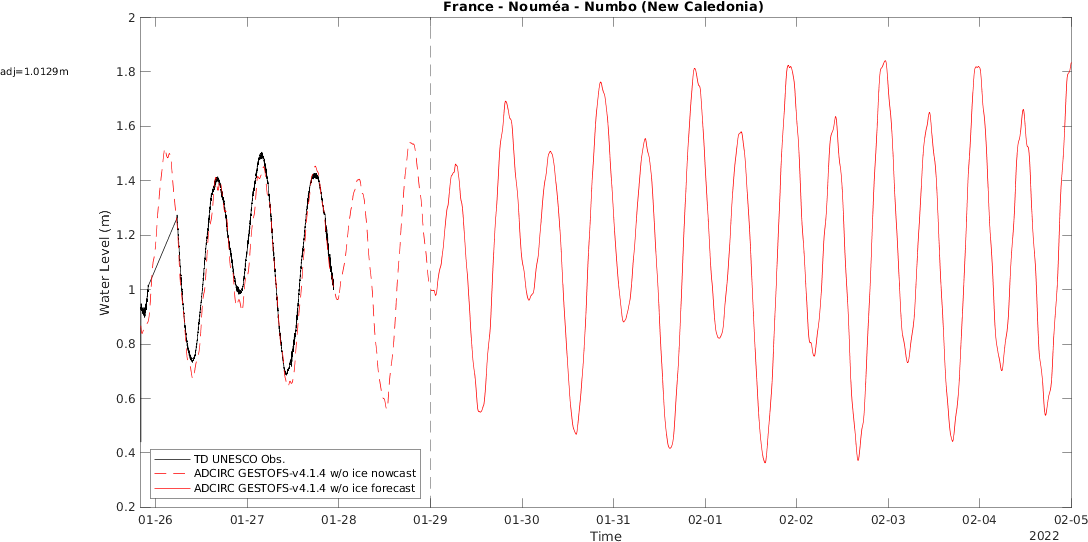 France - Nouméa - Numbo (New Caledonia)
adj=1.0129m
Water Level (m)
2
1.8
1.6
1.4
1.2
1
0.8
0.6
0.4
0.2
TD UNESCO Obs.
ADCIRC GESTOFS-v4.1.4 w/o ice nowcast
ADCIRC GESTOFS-v4.1.4 w/o ice forecast
01-26 01-27 01-28 01-29 01-30 01-31 02-01 02-02 02-03 02-04 02-05
Time
2022